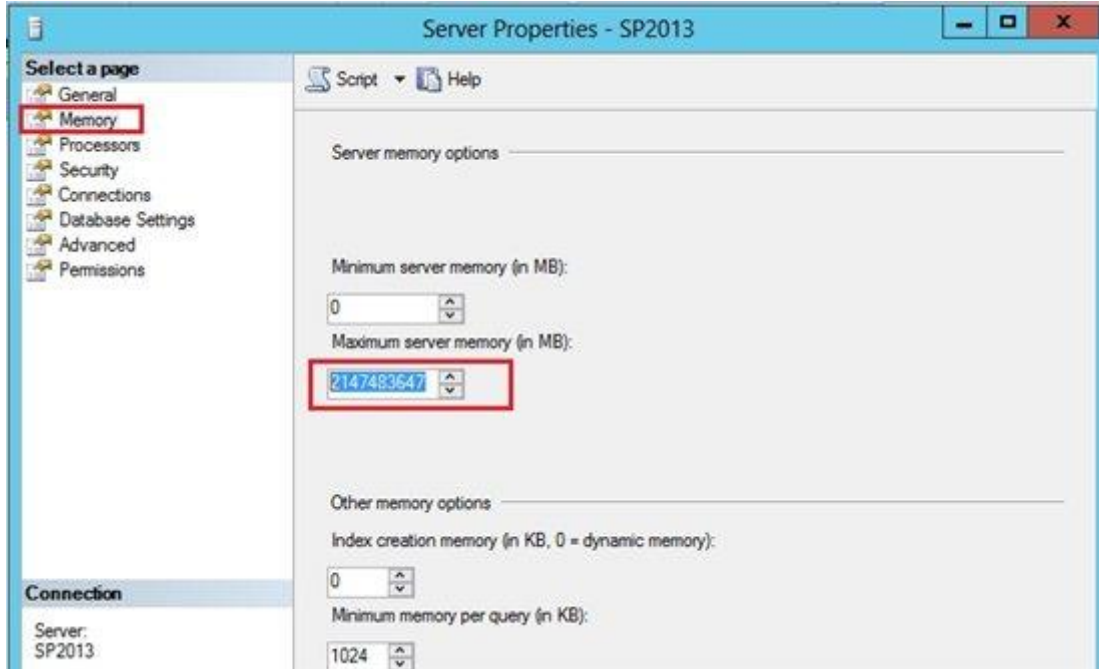 Server Properties - SP2013
Select a page
General
Memory
Processors
Security
Connections
Database Settings
Advanced
Permissions
Script Help
Server memory options
Minimum server memory (in MB):
0
Maximum server memory (in MB):
2147483647
Other memory options
Index creation memory (in KB, 0 = dynamic memory):
0
Minimum memory per query (in KB):
1024
Connection
Server:
SP2013